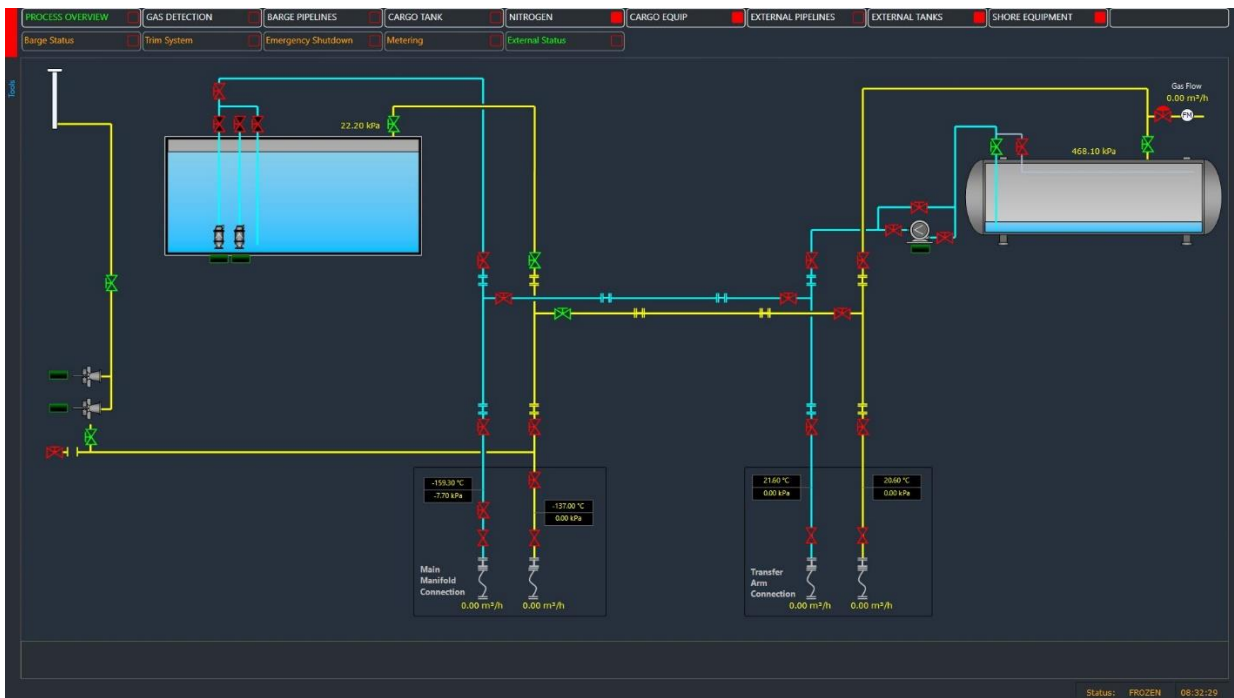 PROCESS OVERVIEW
GAS DETECTION
BARGE PIPELINES
CARGO TANK
NITROGEN
CARGO EQUIP
EXTERNAL PIPELINES
EXTERNAL TANKS
SHORE EQUIPMENT
Barge Status
Trim System
Emergency Shutdown
Metering
External Status
Tools
Gas Flow
0.00 m³/h
FM
22.20 kPa
468.10 kPa
-159.30 °C
-7.70 kPa
-137.00 °C
0.00 kPa
21.60 °C
0.00 kPa
20.60 °C
0.00 kPa
Main
Manifold
Connection
0.00 m³/h
0.00 m³/h
Transfer
Arm
Connection
0.00 m³/h
0.00 m³/h
Status: FROZEN 08:32:29